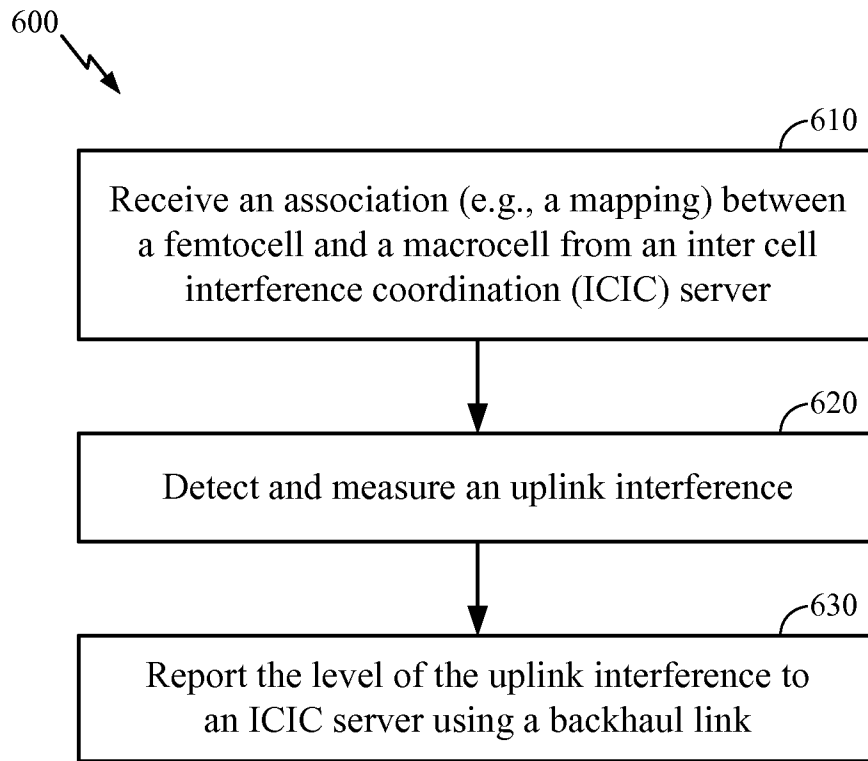 600
610
Receive an association (e.g., a mapping) between
a femtocell and a macrocell from an inter cell
interference coordination (ICIC) server
620
Detect and measure an uplink interference
630
Report the level of the uplink interference to
an ICIC server using a backhaul link